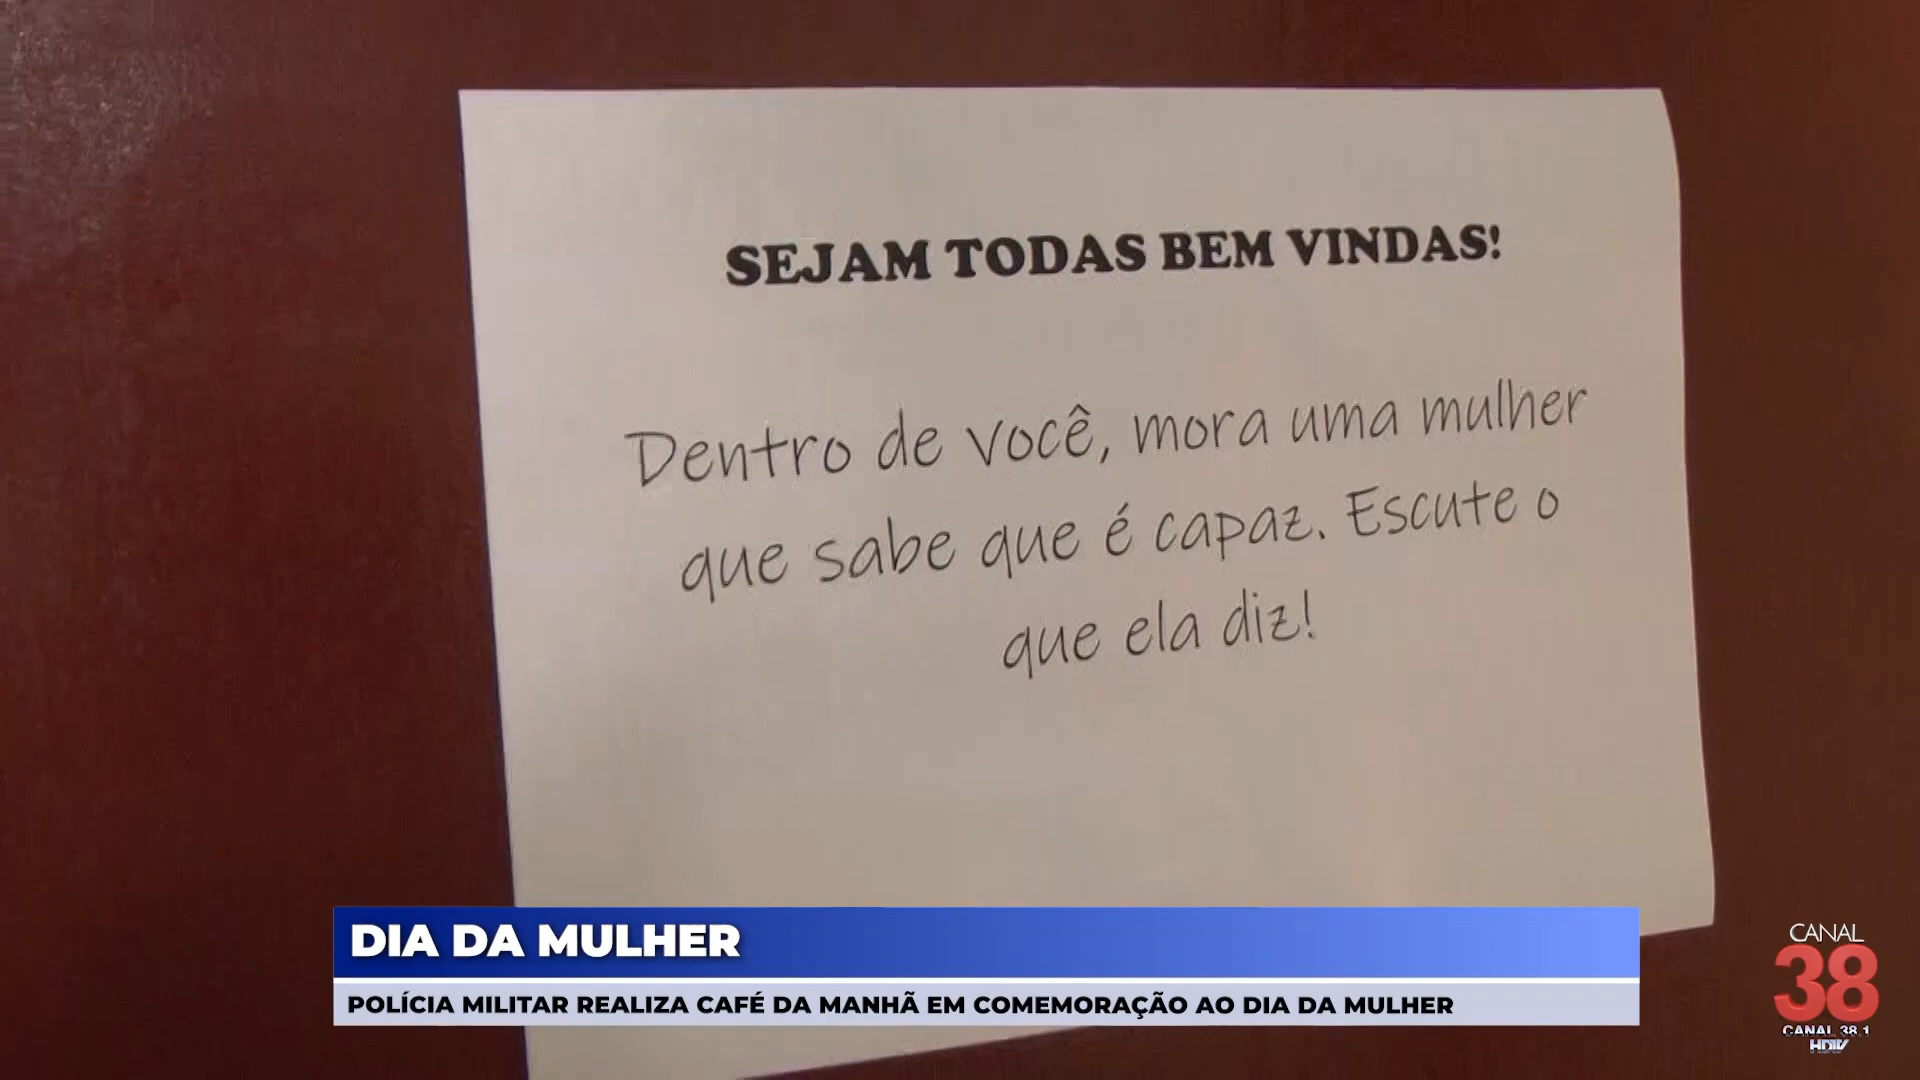 SEJAM TODAS BEM VINDAS!
Dentro de você, mora uma mulher
que sabe que é capaz. Escute o
que ela diz!
DIA DA MULHER
POLÍCIA MILITAR REALIZA CAFÉ DA MANHÃ EM COMEMORAÇÃO AO DIA DA MULHER
CANAL
38
CANAL 38.1
HDTV